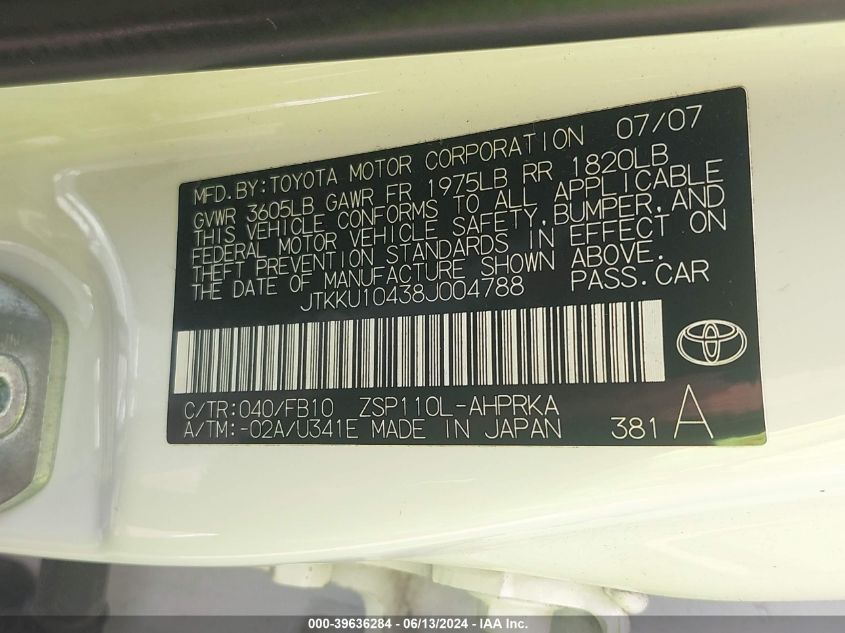 MFD. BY: TOYOTA MOTOR CORPORATION 07/07
GVWR 3605LB GAWR FR 1975LB RR 1820LB
THIS VEHICLE CONFORMS TO ALL APPLICABLE
FEDERAL MOTOR VEHICLE SAFETY, BUMPER, AND
THEFT PREVENTION STANDARDS IN EFFECT ON
THE DATE OF MANUFACTURE SHOWN ABOVE.
JTKKU10438J004788 PASS. CAR
C/TR: 040/FB10 ZSP110L-AHPRKA
A/TM: -02A/U341E MADE IN JAPAN 381 A
000-39636284 - 06/13/2024 - IAA Inc.